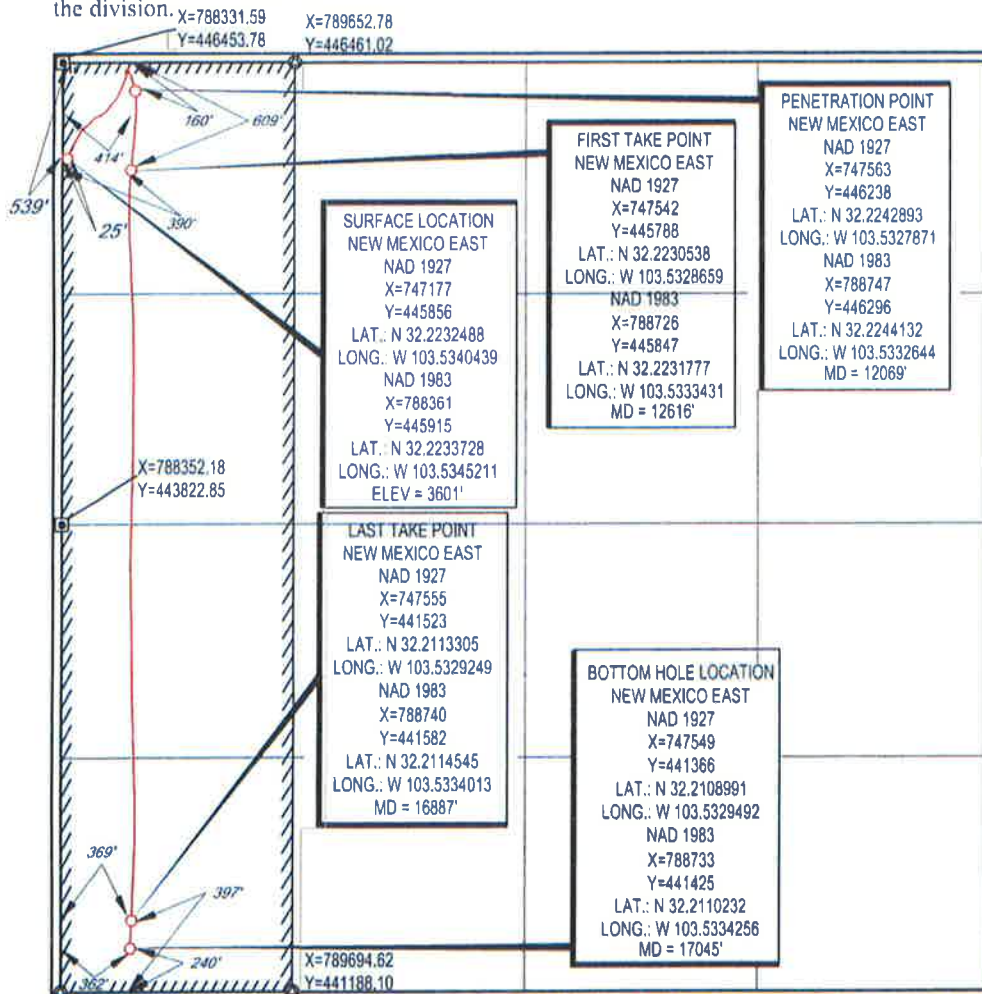 the division.
X=788331.59
Y=446453.78
X=789652.78
Y=446461.02
160'
609'
414'
539'
25'
390'
PENETRATION POINT
NEW MEXICO EAST
NAD 1927
X=747563
Y=446238
LAT.: N 32.2242893
LONG.: W 103.5327871
NAD 1983
X=788747
Y=446296
LAT.: N 32.2244132
LONG.: W 103.5332644
MD = 12069'
FIRST TAKE POINT
NEW MEXICO EAST
NAD 1927
X=747542
Y=445788
LAT.: N 32.2230538
LONG.: W 103.5328659
NAD 1983
X=788726
Y=445847
LAT.: N 32.2231777
LONG.: W 103.5333431
MD = 12616'
SURFACE LOCATION
NEW MEXICO EAST
NAD 1927
X=747177
Y=445856
LAT.: N 32.2232488
LONG.: W 103.5340439
NAD 1983
X=788361
Y=445915
LAT.: N 32.2233728
LONG.: W 103.5345211
ELEV = 3601'
X=788352.18
Y=443822.85
LAST TAKE POINT
NEW MEXICO EAST
NAD 1927
X=747555
Y=441523
LAT.: N 32.2113305
LONG.: W 103.5329249
NAD 1983
X=788740
Y=441582
LAT.: N 32.2114545
LONG.: W 103.5334013
MD = 16887'
BOTTOM HOLE LOCATION
NEW MEXICO EAST
NAD 1927
X=747549
Y=441366
LAT.: N 32.2108991
LONG.: W 103.5329492
NAD 1983
X=788733
Y=441425
LAT.: N 32.2110232
LONG.: W 103.5334256
MD = 17045'
369'
397'
362'
240'
X=789694.62
Y=441188.10